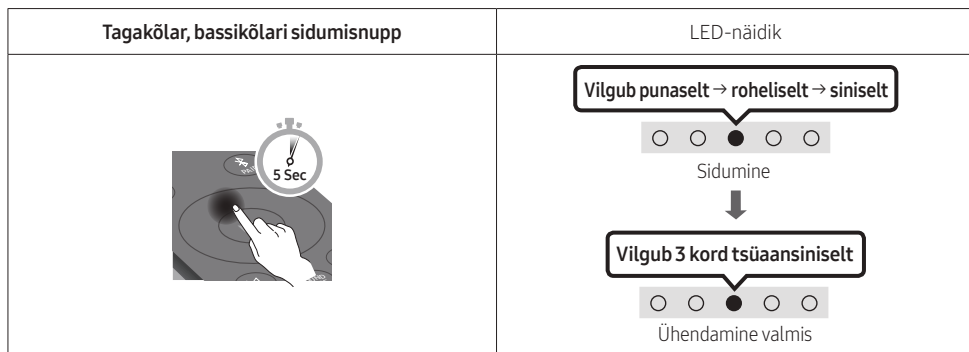 Tagakõlar, bassikõlari sidumisnupp
LED-näidik
5 Sec
Vilgub punaselt → roheliselt → siniselt
Sidumine
Vilgub 3 kord tsüaansiniselt
Ühendamine valmis